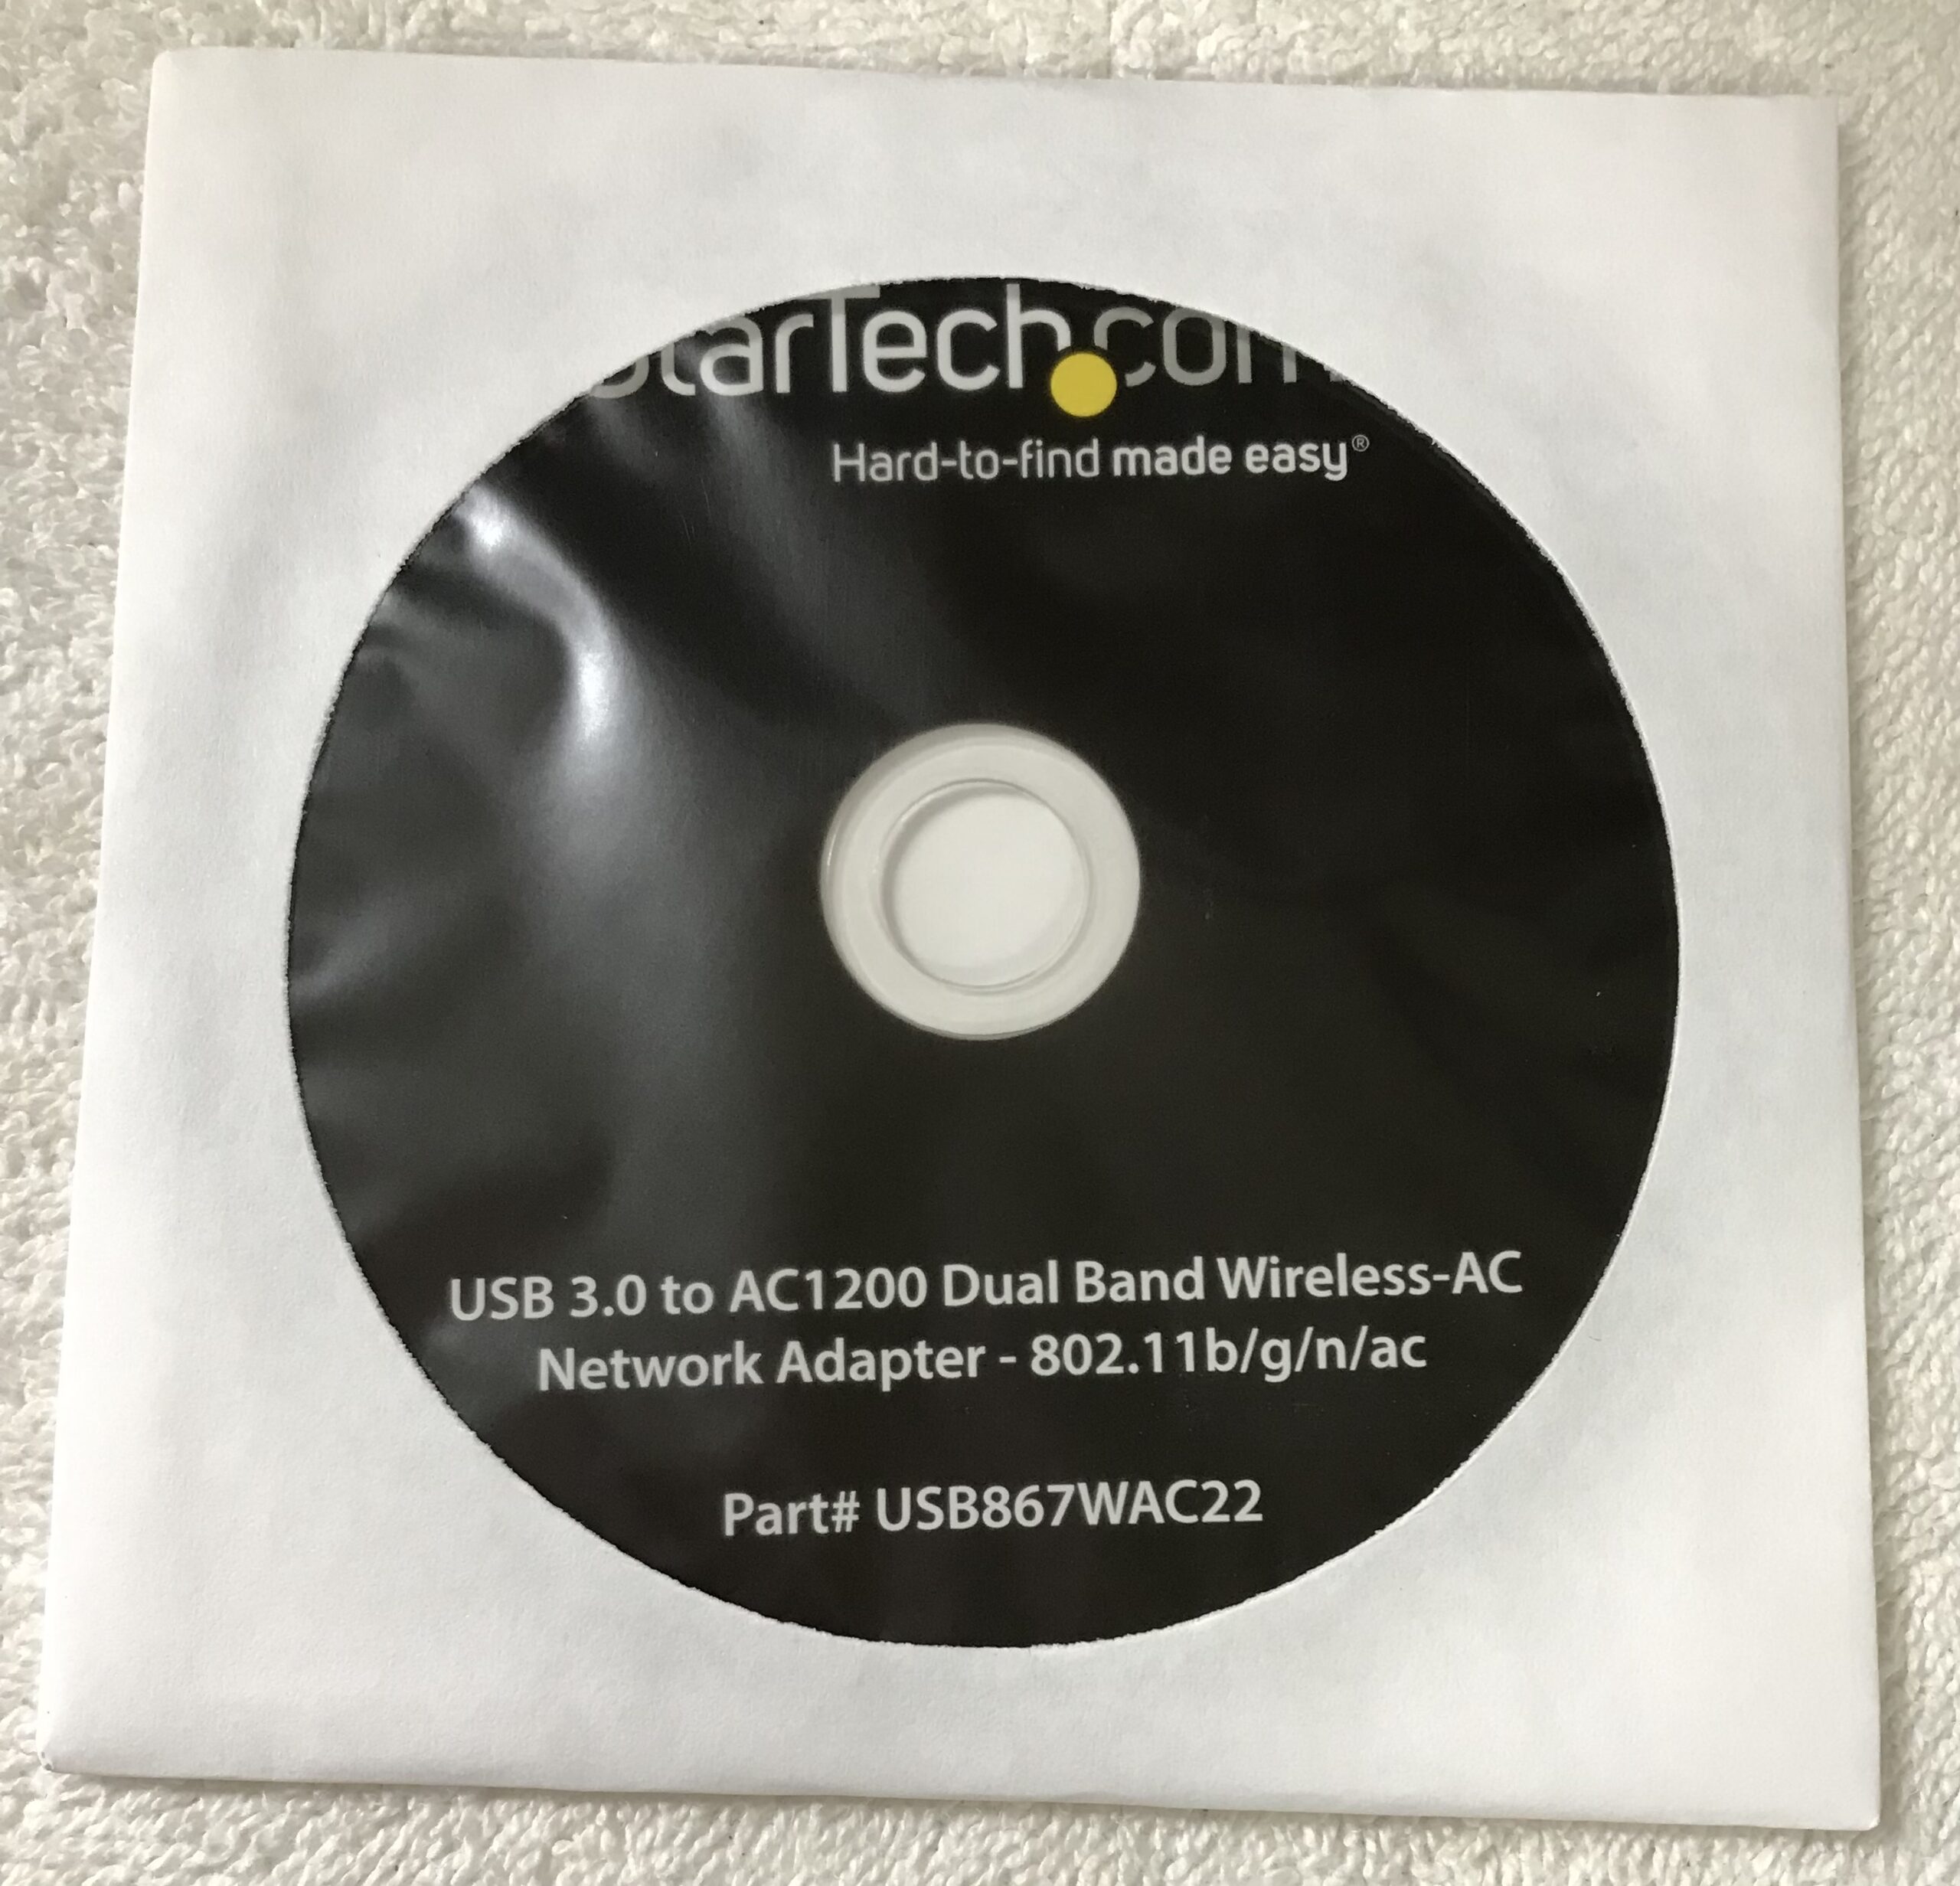 StarTech.com
Hard-to-find made easy®
USB 3.0 to AC1200 Dual Band Wireless-AC
Network Adapter - 802.11b/g/n/ac
Part# USB867WAC22